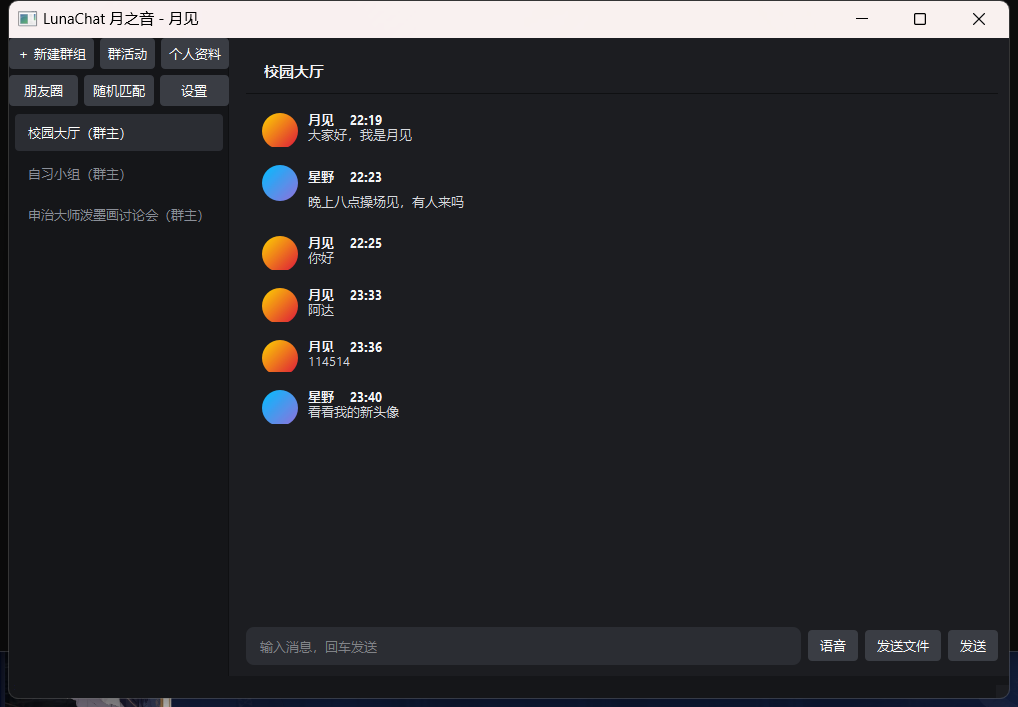 LunaChat 月之音 - 月见
+ 新建群组 群活动 个人资料
朋友圈 随机匹配 设置
校园大厅（群主）
自习小组（群主）
申治大师泼墨画讨论会（群主）
校园大厅
月见 22:19
大家好，我是月见
星野 22:23
晚上八点操场见，有人来吗
月见 22:25
你好
月见 23:33
阿达
月见 23:36
114514
星野 23:40
看看我的新头像
输入消息，回车发送 语音 发送文件 发送